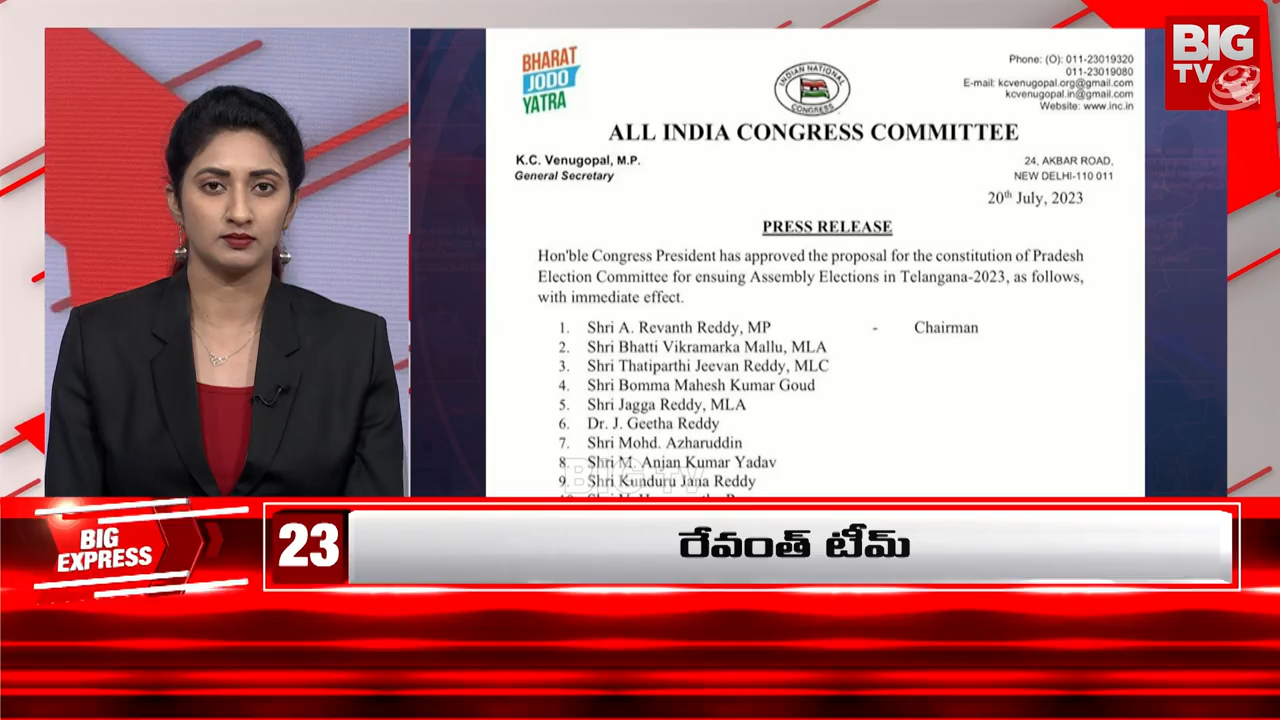 BHARAT
JODO
YATRA
INDIAN NATIONAL
CONGRESS
Phone: (O): 011-23019320
011-23019080
E-mail: kcvenugopal.org@gmail.com
kcvenugopal.in@gmail.com
Website: www.inc.in
BIG
TV
ALL INDIA CONGRESS COMMITTEE
K.C. Venugopal, M.P.
General Secretary
24, AKBAR ROAD,
NEW DELHI-110 011
20th July, 2023
PRESS RELEASE
Hon'ble Congress President has approved the proposal for the constitution of Pradesh
Election Committee for ensuing Assembly Elections in Telangana-2023, as follows,
with immediate effect.
1. Shri A. Revanth Reddy, MP - Chairman
2. Shri Bhatti Vikramarka Mallu, MLA
3. Shri Thatiparthi Jeevan Reddy, MLC
4. Shri Bomma Mahesh Kumar Goud
5. Shri Jagga Reddy, MLA
6. Dr. J. Geetha Reddy
7. Shri Mohd. Azharuddin
8. Shri M. Anjan Kumar Yadav
BIG TV
9. Shri Kunduru Jana Reddy
BIG
EXPRESS
23 రేవంత్ టీమ్